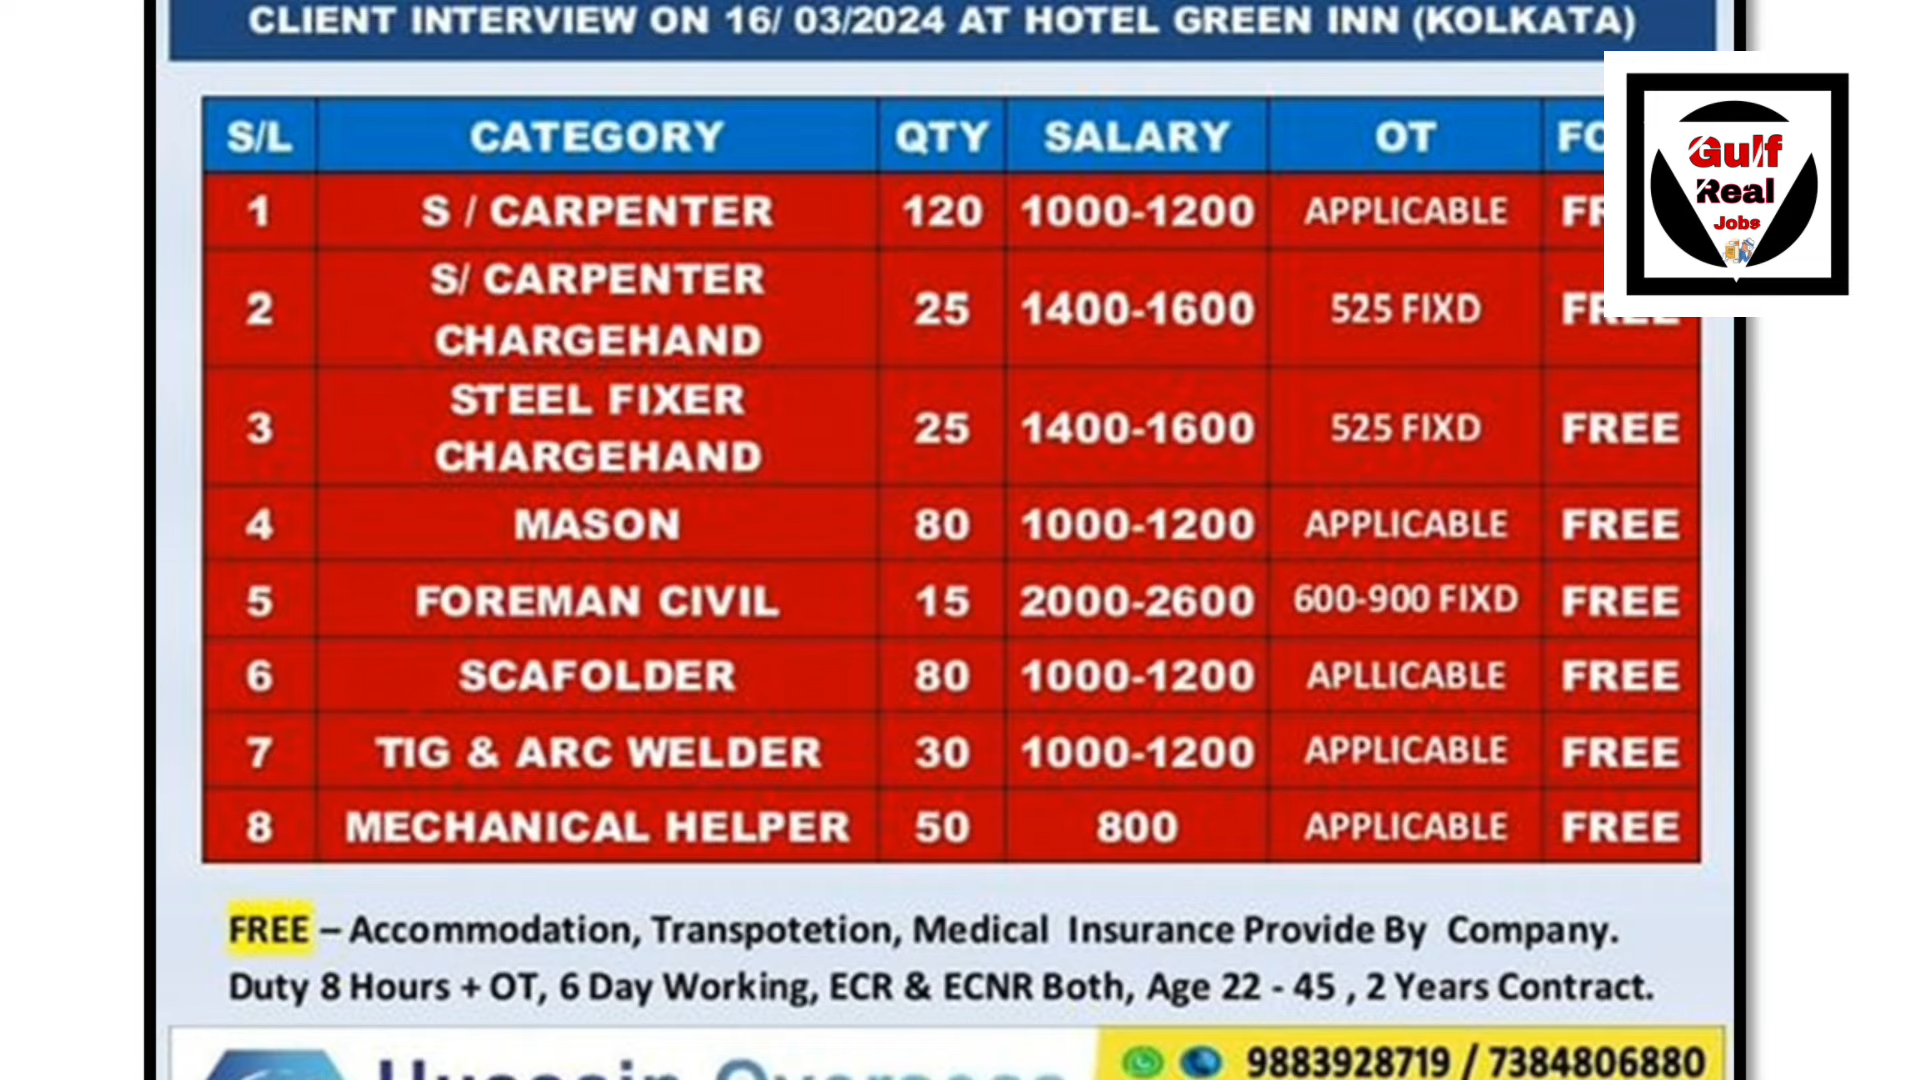 CLIENT INTERVIEW ON 16/ 03/2024 AT HOTEL GREEN INN (KOLKATA)
S/L CATEGORY QTY SALARY OT
1 S / CARPENTER 120 1000-1200 APPLICABLE
2 S/ CARPENTER CHARGEHAND 25 1400-1600 525 FIXD FREE
3 STEEL FIXER CHARGEHAND 25 1400-1600 525 FIXD FREE
4 MASON 80 1000-1200 APPLICABLE FREE
5 FOREMAN CIVIL 15 2000-2600 600-900 FIXD FREE
6 SCAFOLDER 80 1000-1200 APLLICABLE FREE
7 TIG & ARC WELDER 30 1000-1200 APPLICABLE FREE
8 MECHANICAL HELPER 50 800 APPLICABLE FREE
Gulf
Real
Jobs
FREE – Accommodation, Transpotetion, Medical Insurance Provide By Company.
Duty 8 Hours + OT, 6 Day Working, ECR & ECNR Both, Age 22 - 45 , 2 Years Contract.
Hussain Overseas
9883928719 / 7384806880